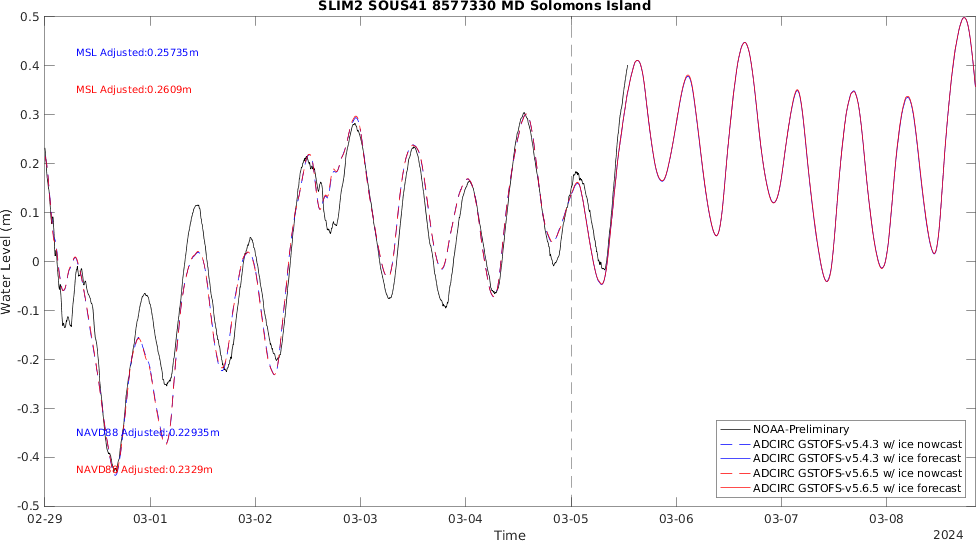 SLIM2 SOUS41 8577330 MD Solomons Island
0.5
0.4
0.3
0.2
0.1
0
-0.1
-0.2
-0.3
-0.4
-0.5
Water Level (m)
MSL Adjusted:0.25735m
MSL Adjusted:0.2609m
NAVD88 Adjusted:0.22935m
NAVD88 Adjusted:0.2329m
NOAA-Preliminary
ADCIRC GSTOFS-v5.4.3 w/ ice nowcast
ADCIRC GSTOFS-v5.4.3 w/ ice forecast
ADCIRC GSTOFS-v5.6.5 w/ ice nowcast
ADCIRC GSTOFS-v5.6.5 w/ ice forecast
02-29 03-01 03-02 03-03 03-04 03-05 03-06 03-07 03-08
Time
2024